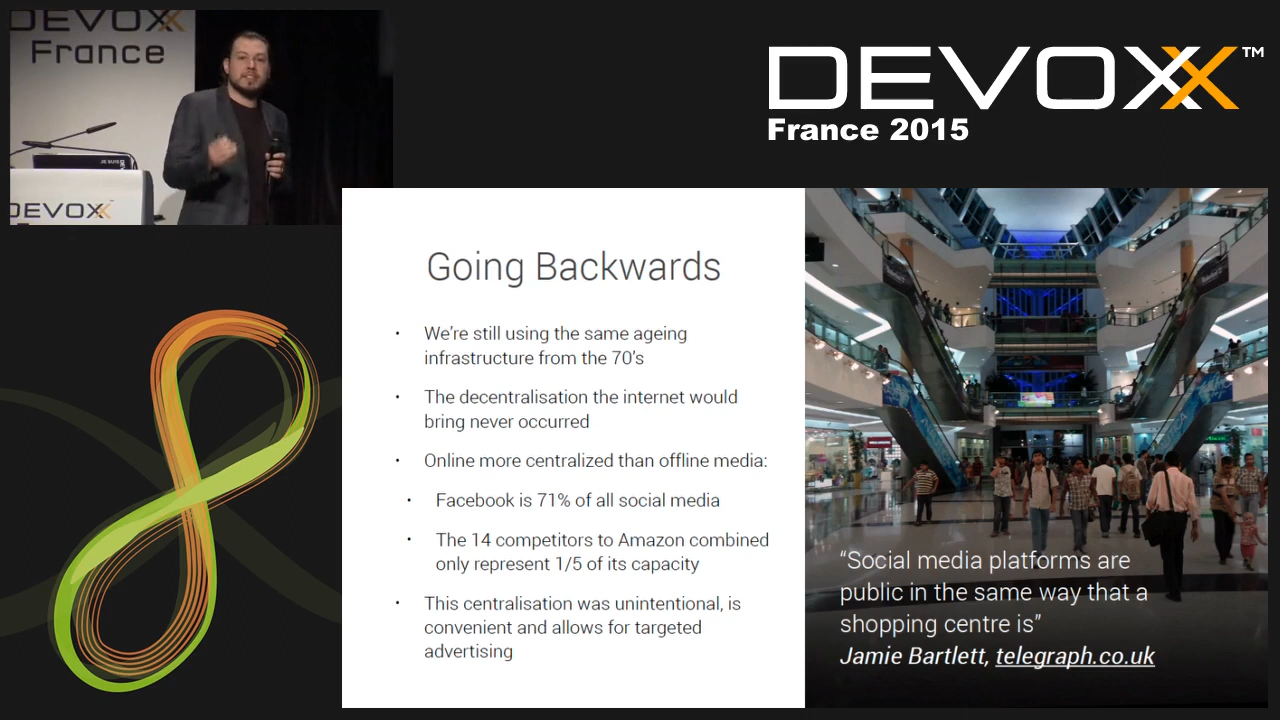 DEVOXX
France
JE SUIS
DEVOXX
DEVOXX™
France 2015
Going Backwards
• We’re still using the same ageing
infrastructure from the 70’s
• The decentralisation the internet would
bring never occurred
• Online more centralized than offline media:
• Facebook is 71% of all social media
• The 14 competitors to Amazon combined
only represent 1/5 of its capacity
• This centralisation was unintentional, is
convenient and allows for targeted
advertising
“Social media platforms are
public in the same way that a
shopping centre is”
Jamie Bartlett, telegraph.co.uk